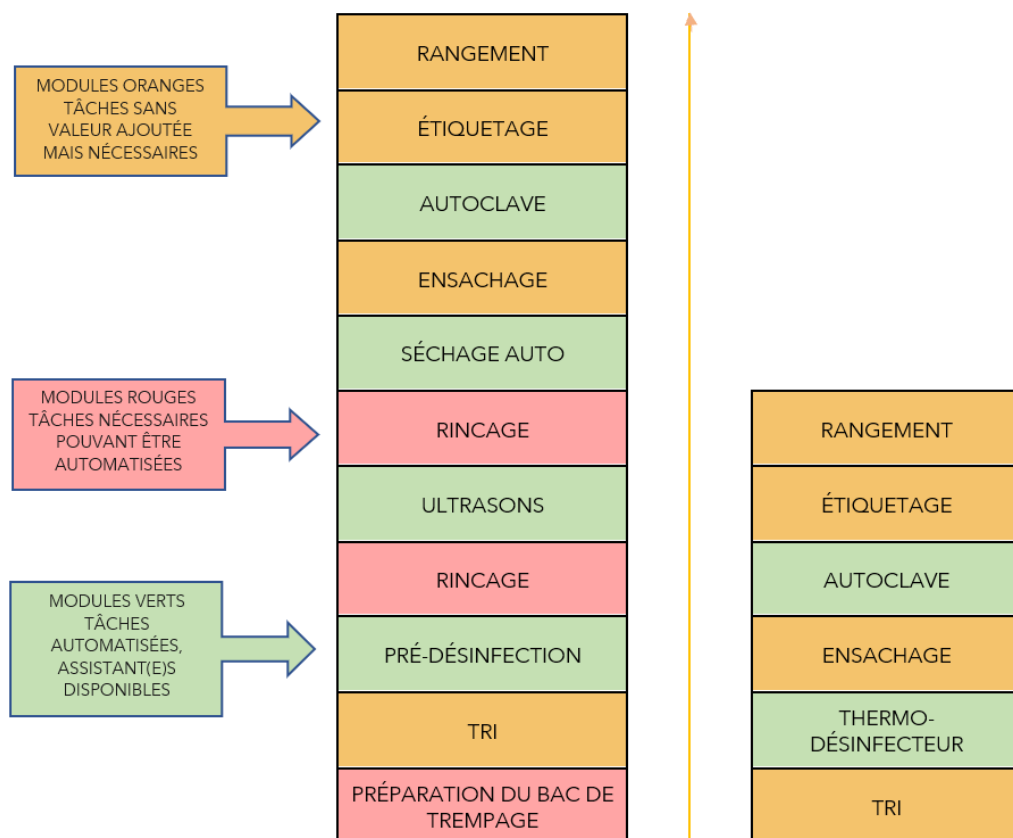 MODULES ORANGES
TÂCHES SANS
VALEUR AJOUTÉE
MAIS NÉCESSAIRES
MODULES ROUGES
TÂCHES NÉCESSAIRES
POUVANT ÊTRE
AUTOMATISÉES
MODULES VERTS
TÂCHES
AUTOMATISÉES,
ASSISTANT(E)S
DISPONIBLES
RANGEMENT
ÉTIQUETAGE
AUTOCLAVE
ENSACHAGE
SÉCHAGE AUTO
RINCAGE
ULTRASONS
RINCAGE
PRÉ-DÉSINFECTION
TRI
PRÉPARATION DU BAC DE
TREMPAGE
RANGEMENT
ÉTIQUETAGE
AUTOCLAVE
ENSACHAGE
THERMO-
DÉSINFECTEUR
TRI